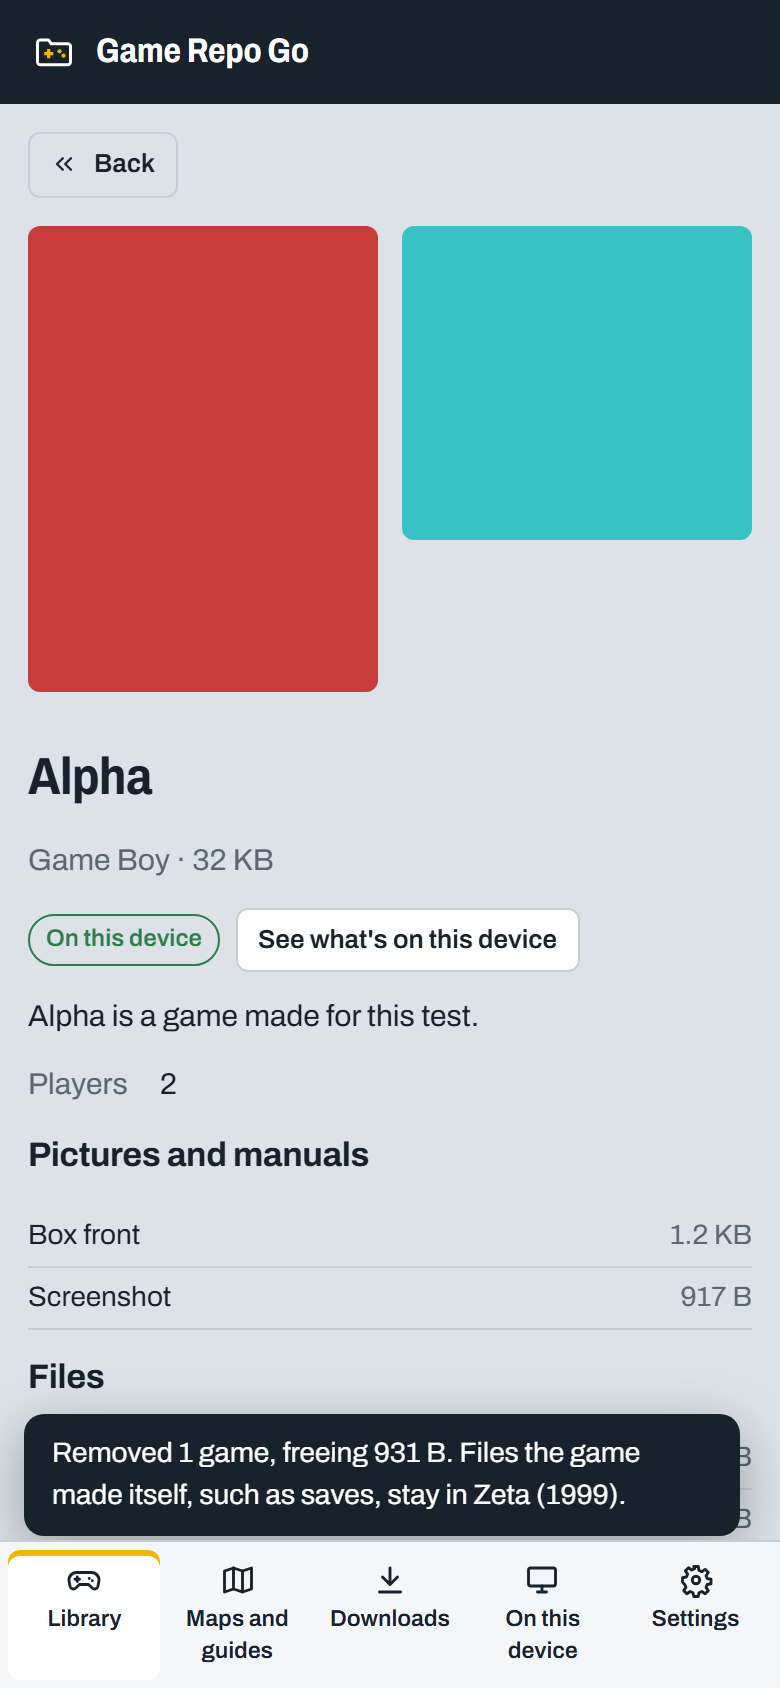 Game Repo Go
Back
Alpha
Game Boy · 32 KB
On this device
See what's on this device
Alpha is a game made for this test.
Players 2
Pictures and manuals
Box front 1.2 KB
Screenshot 917 B
Files
Removed 1 game, freeing 931 B. Files the game
made itself, such as saves, stay in Zeta (1999).
B
B
Library
Maps and
guides
Downloads
On this
device
Settings